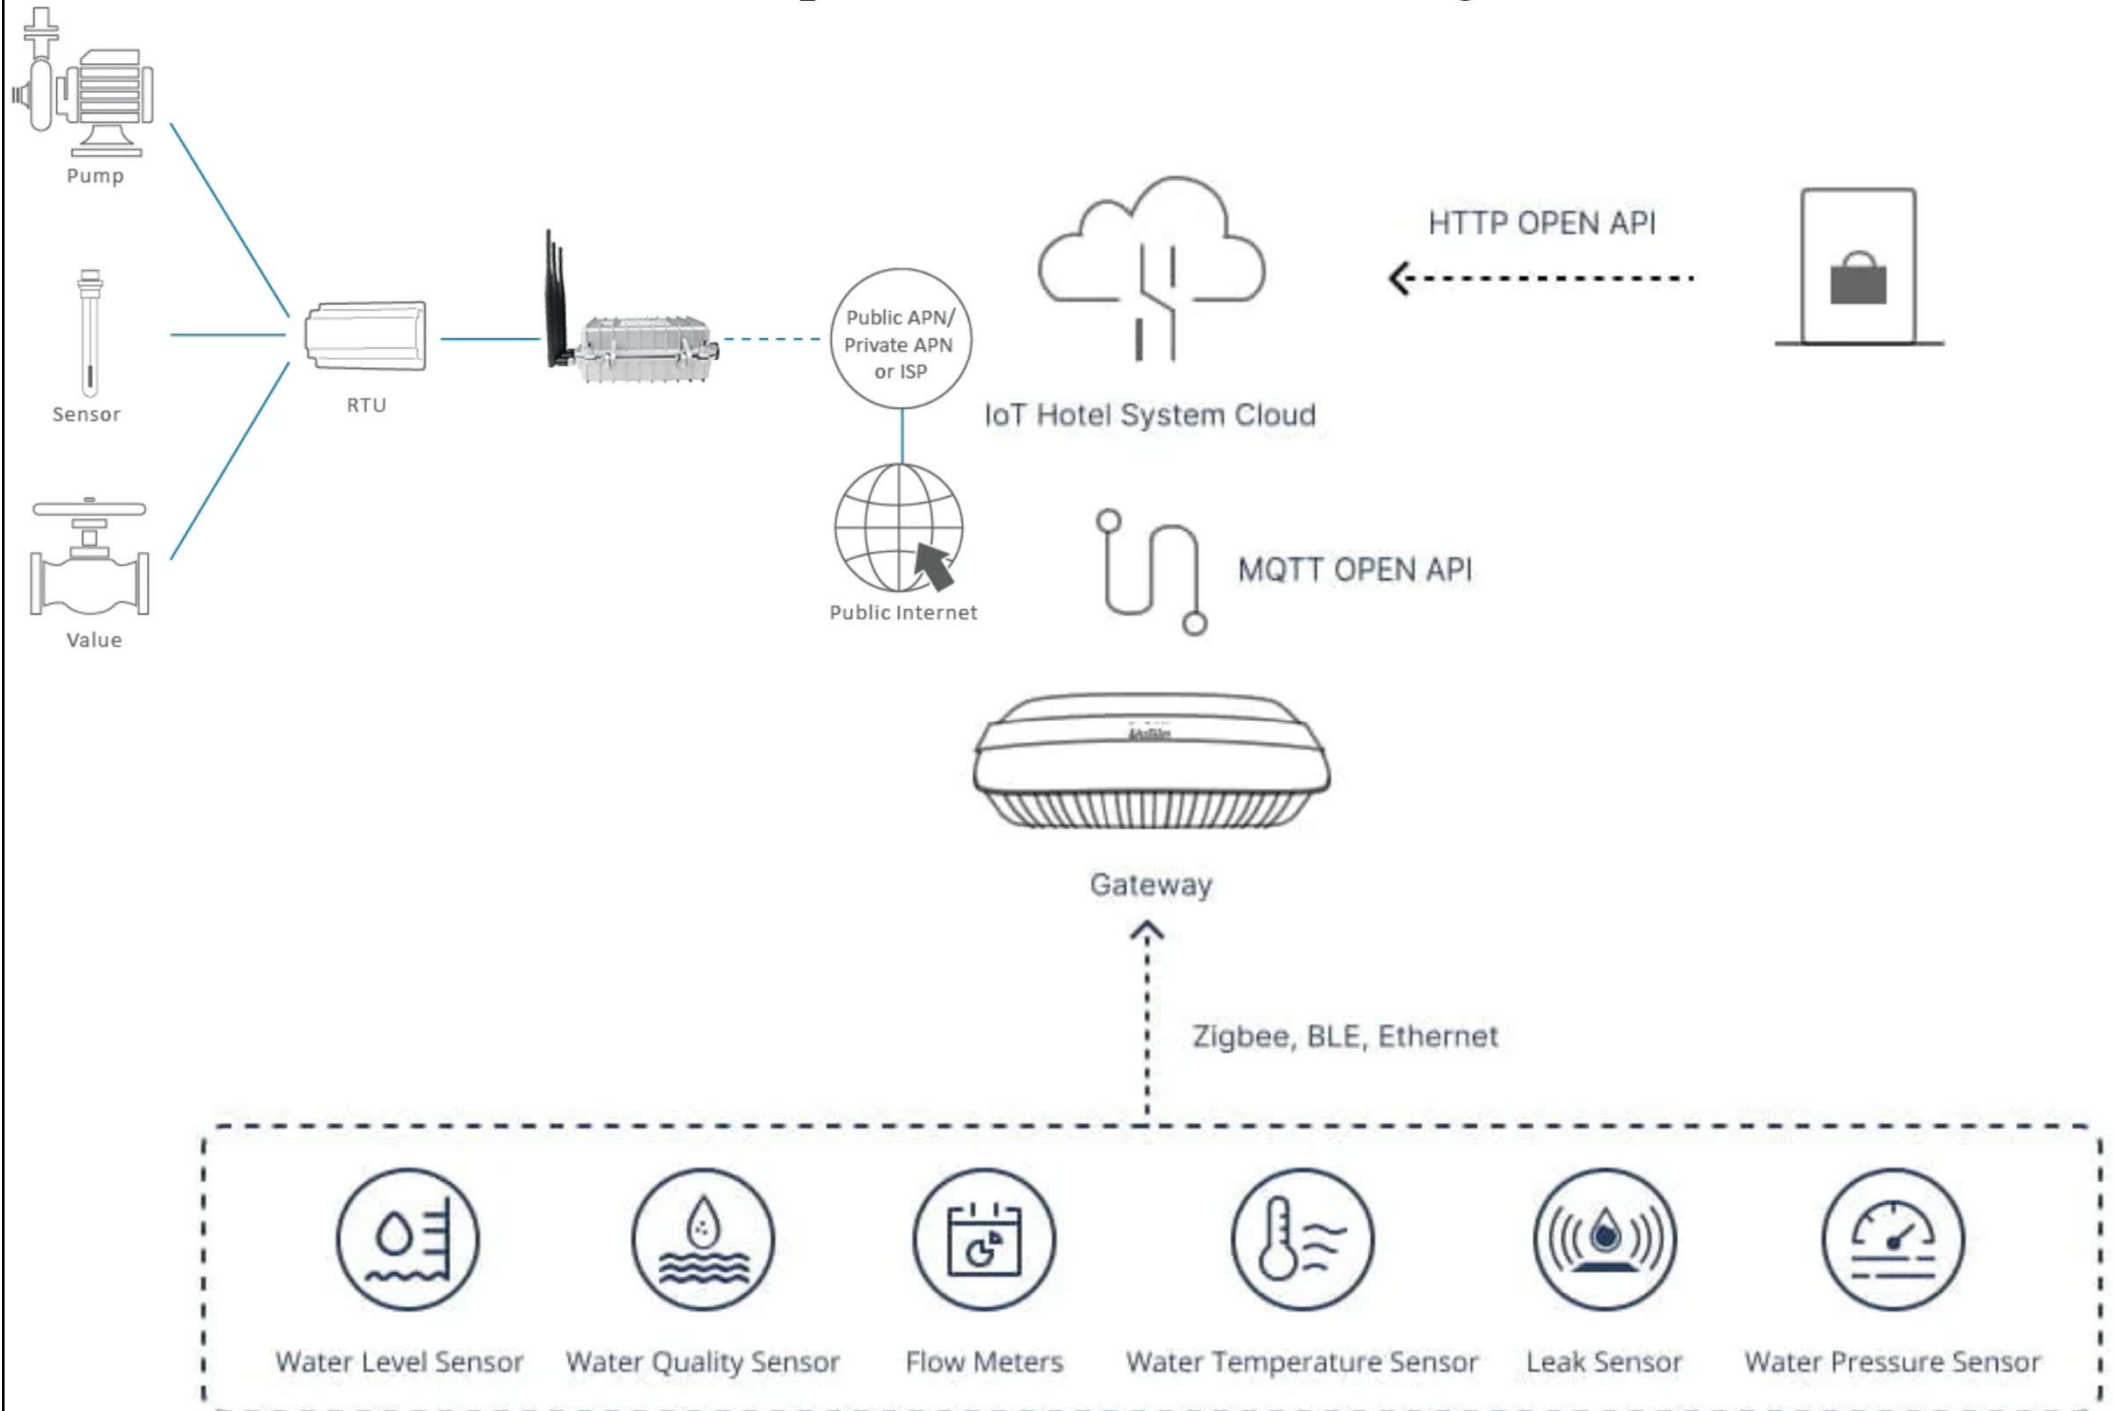 Pump
HTTP OPEN API
Public APN/
Private APN
or ISP
Sensor
RTU
IoT Hotel System Cloud
MQTT OPEN API
Public Internet
Value
Gateway
Zigbee, BLE, Ethernet
Water Level Sensor
Water Quality Sensor
Flow Meters
Water Temperature Sensor
Leak Sensor
Water Pressure Sensor